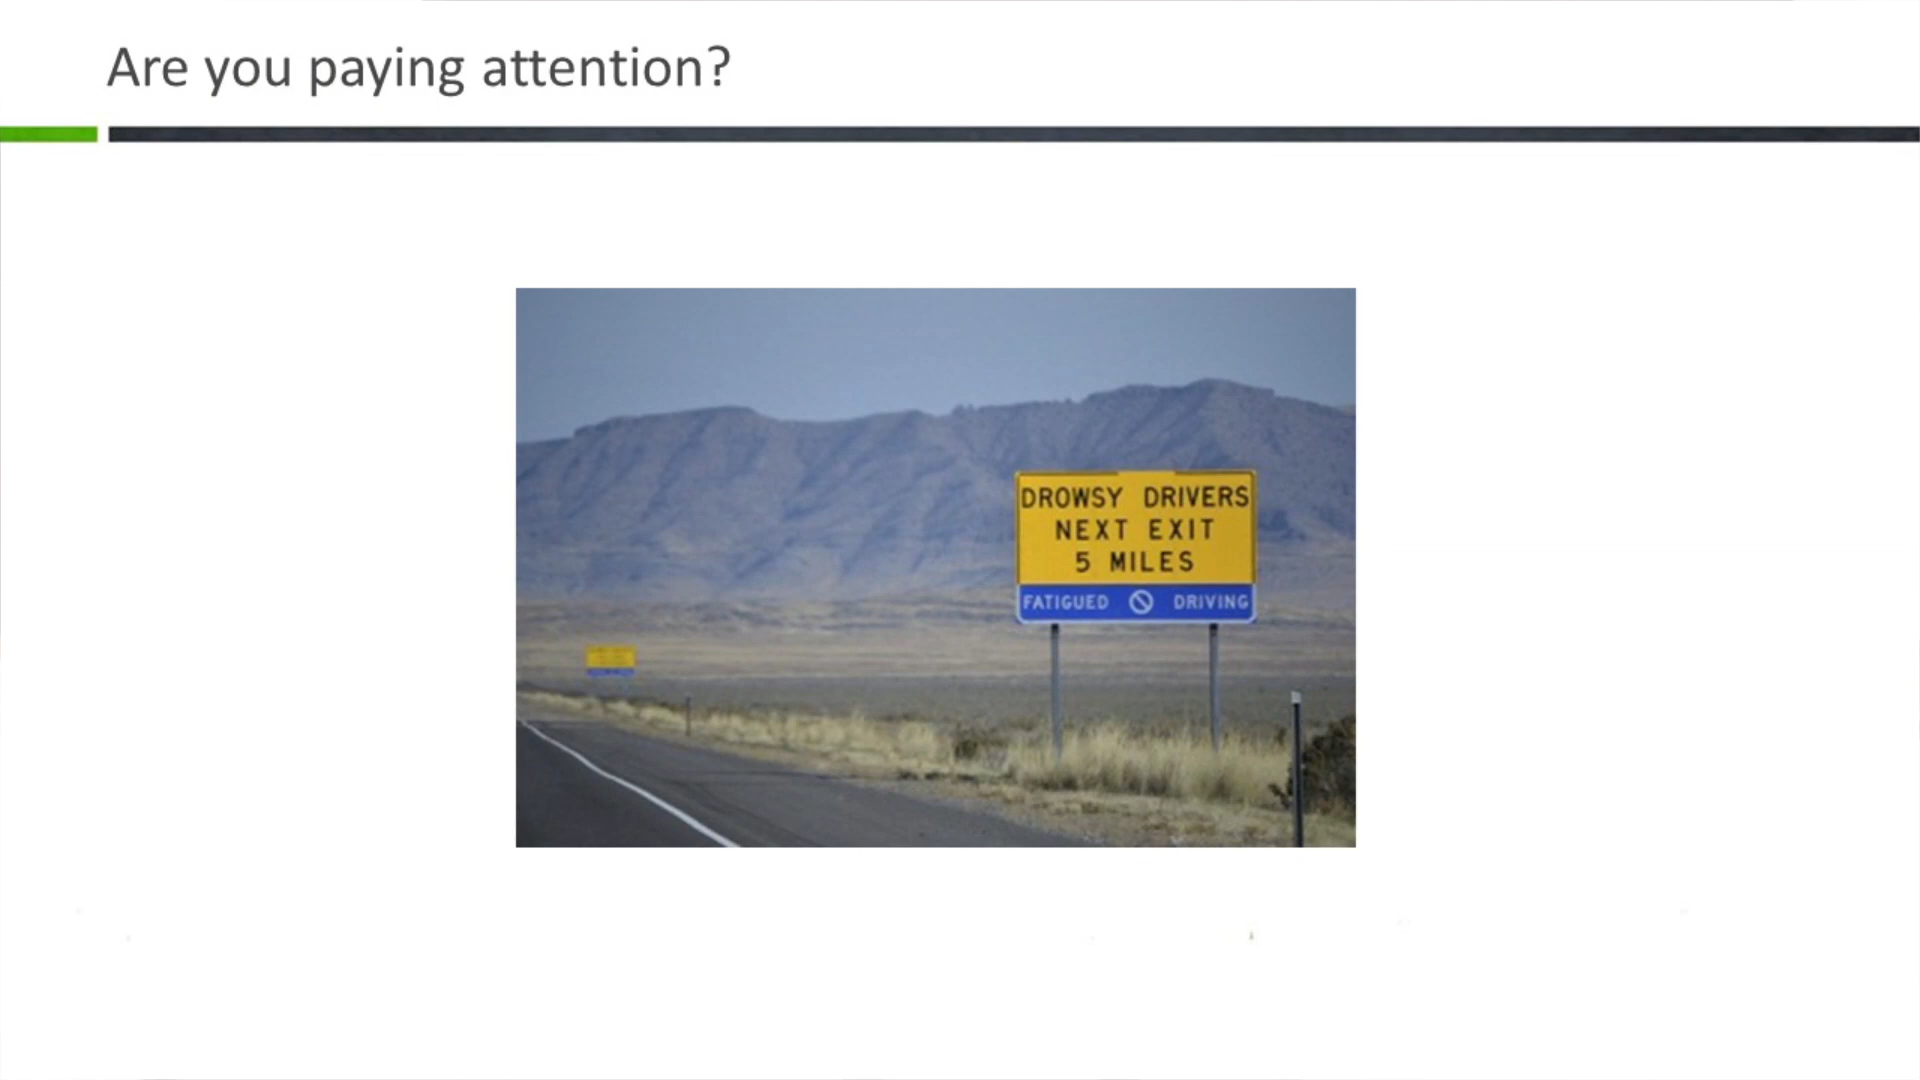 Are you paying attention?
DROWSY DRIVERS
NEXT EXIT
5 MILES
FATIGUED DRIVING